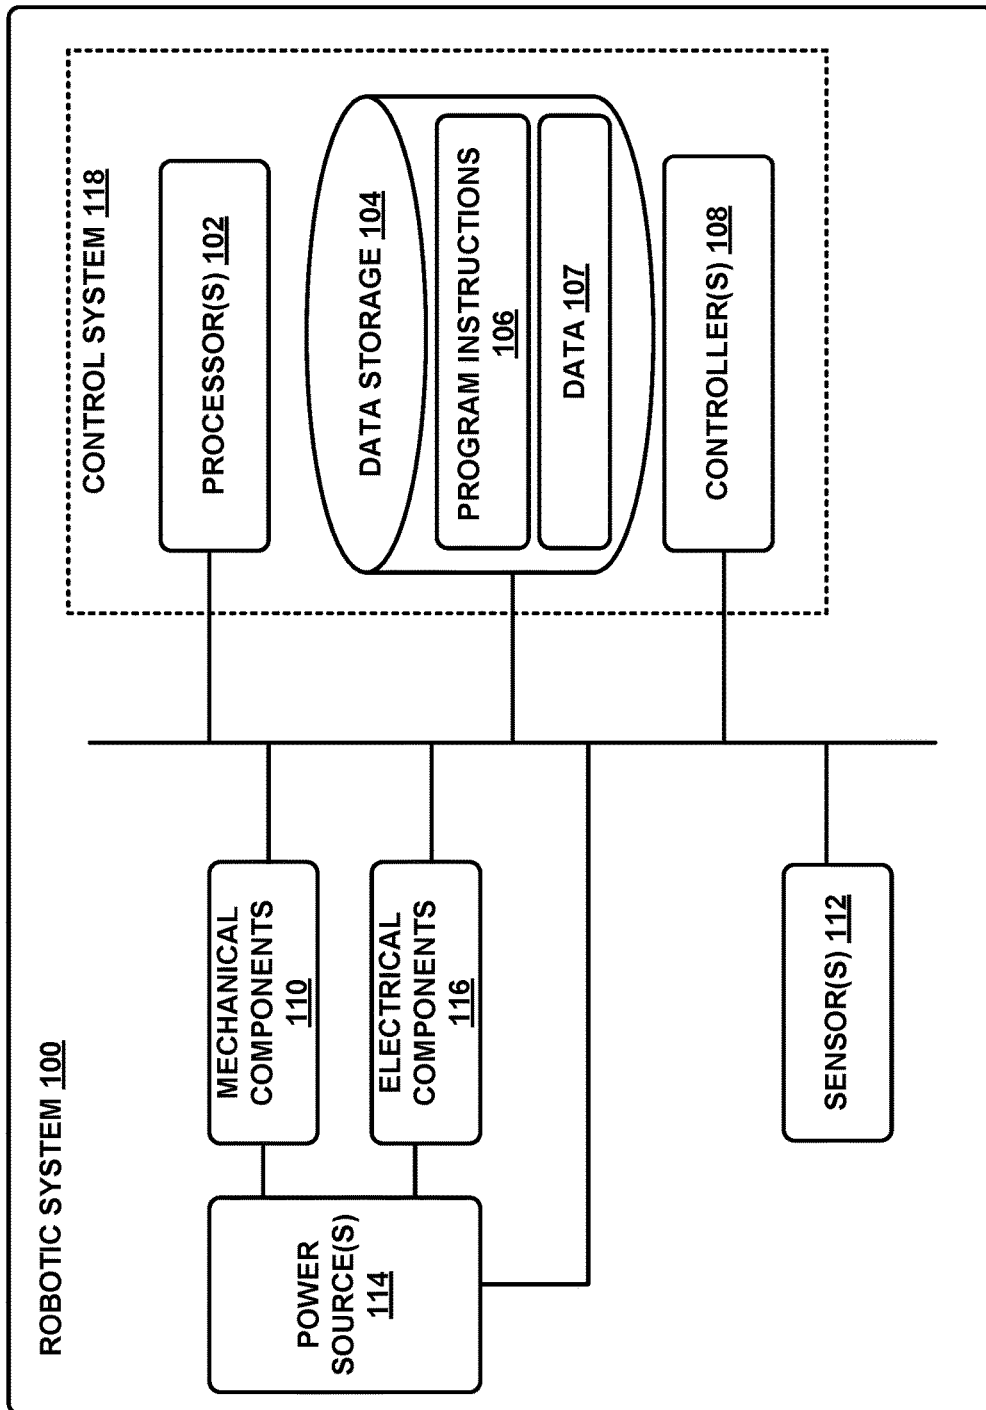 ROBOTIC SYSTEM 100
POWER
SOURCE(S)
114
MECHANICAL
COMPONENTS
110
ELECTRICAL
COMPONENTS
116
SENSOR(S) 112
CONTROL SYSTEM 118
PROCESSOR(S) 102
DATA STORAGE 104
PROGRAM INSTRUCTIONS
106
DATA 107
CONTROLLER(S) 108